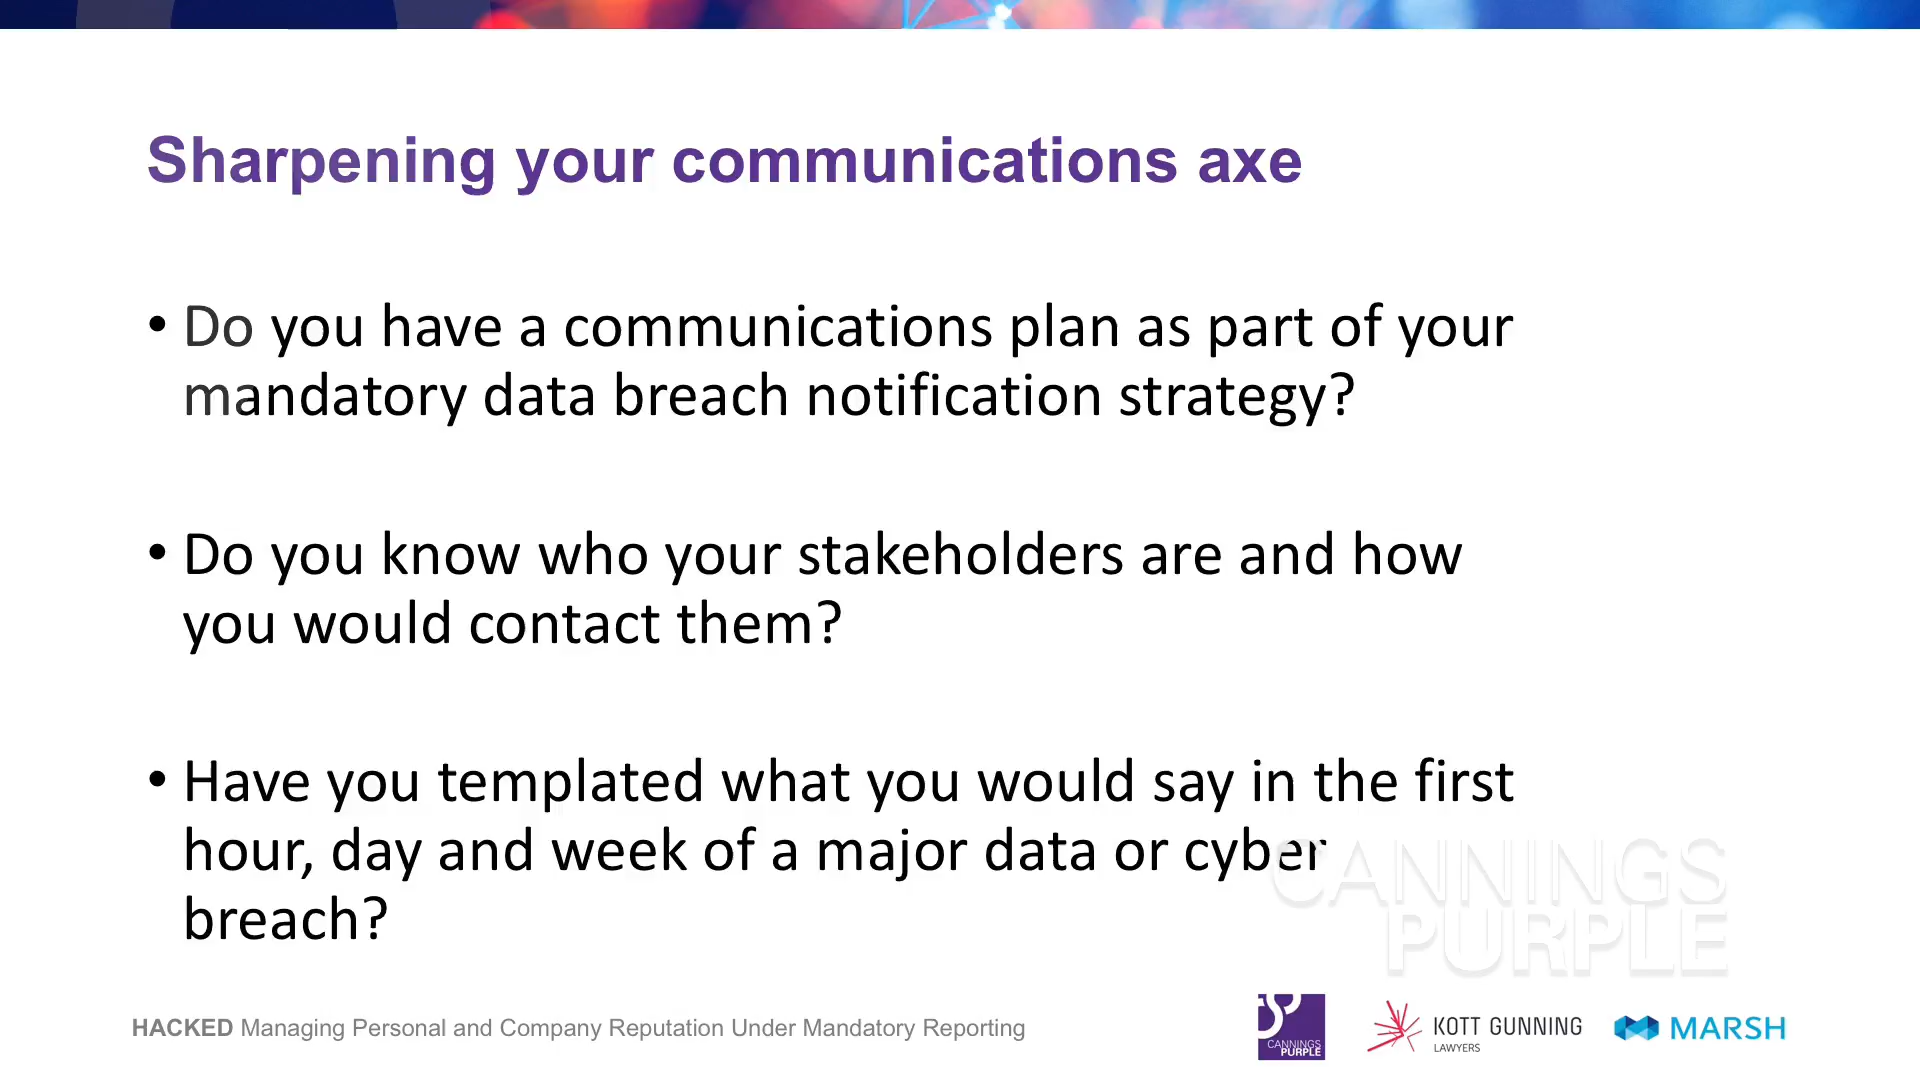 Sharpening your communications axe
• Do you have a communications plan as part of your
mandatory data breach notification strategy?
• Do you know who your stakeholders are and how
you would contact them?
• Have you templated what you would say in the first
hour, day and week of a major data or cyber
breach?
CANNINGS
PURPLE
HACKED Managing Personal and Company Reputation Under Mandatory Reporting
CANNINGS
PURPLE
KOTT GUNNING
LAWYERS
MARSH